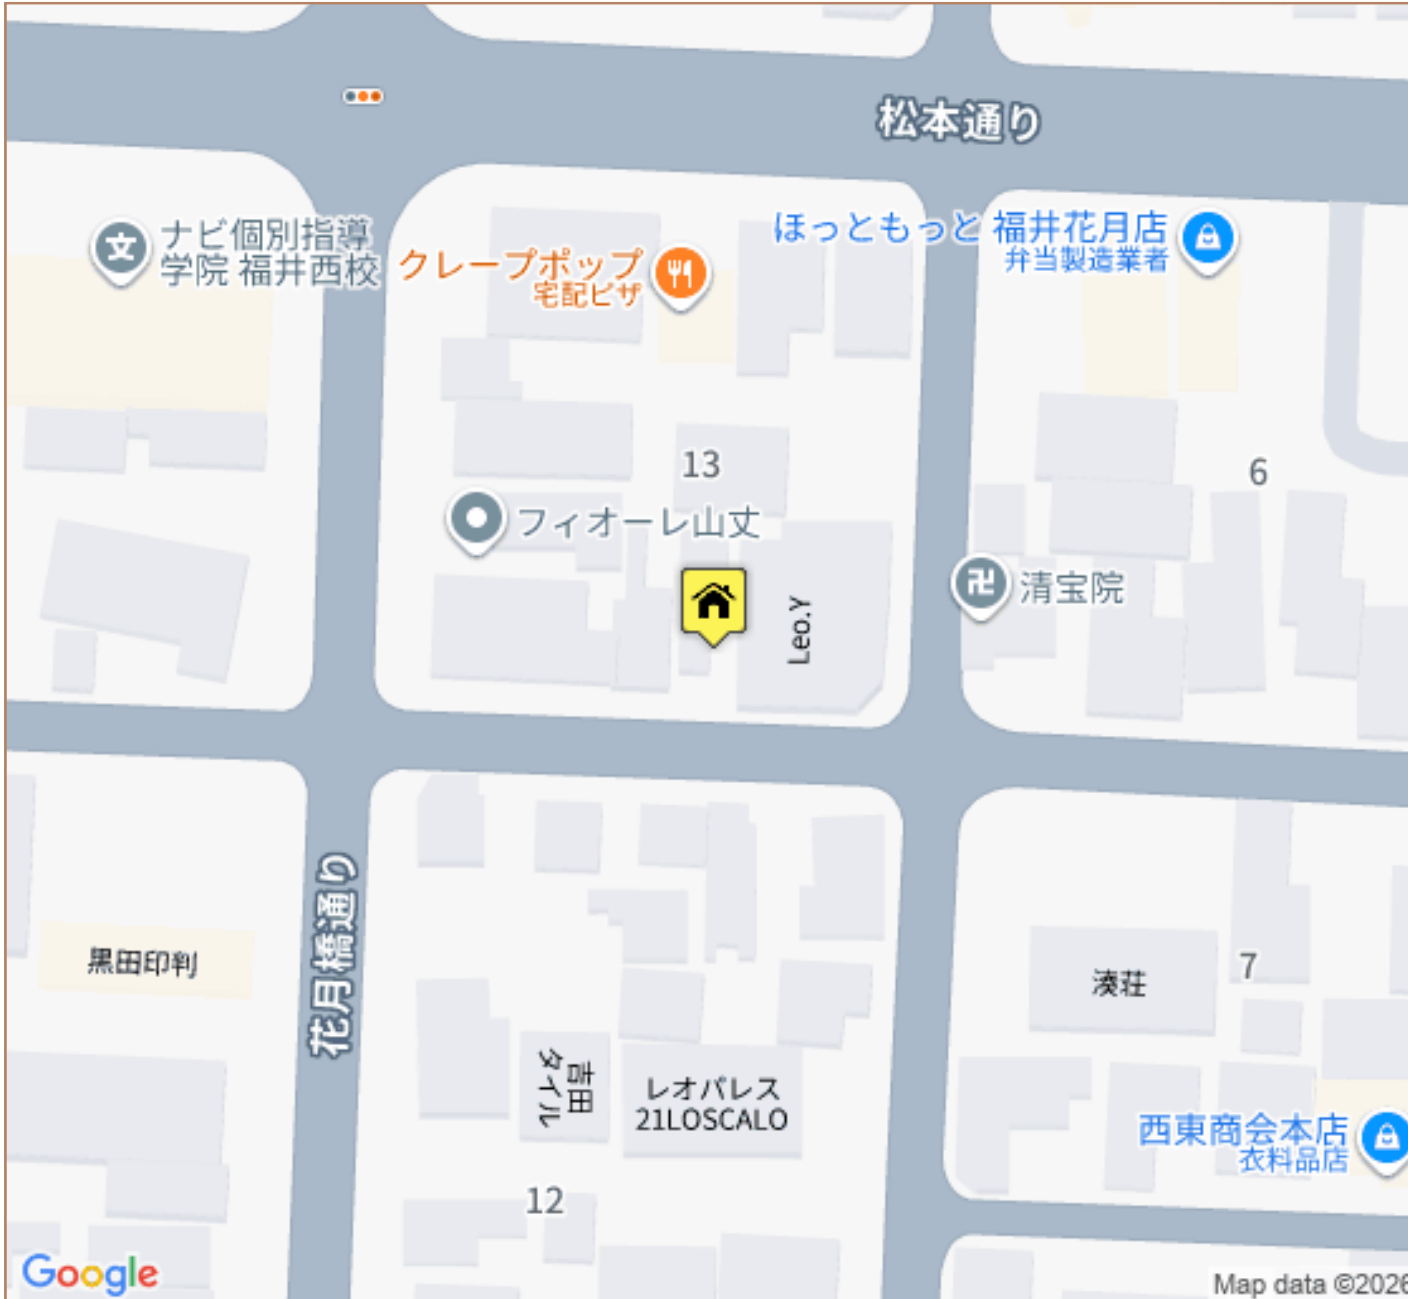 松本通り
ナビ個別指導
学院 福井西校
クレープポップ
宅配ピザ
ほっともっと 福井花月店
弁当製造業者
13
6
フィオーレ山丈
Leo.Y
卍
清宝院
文
花月橋通り
黒田印判
7
湊荘
吉田
タイル
レオパレス
21LOSCALO
西東商会本店
衣料品店
12
Google
Map data ©2026